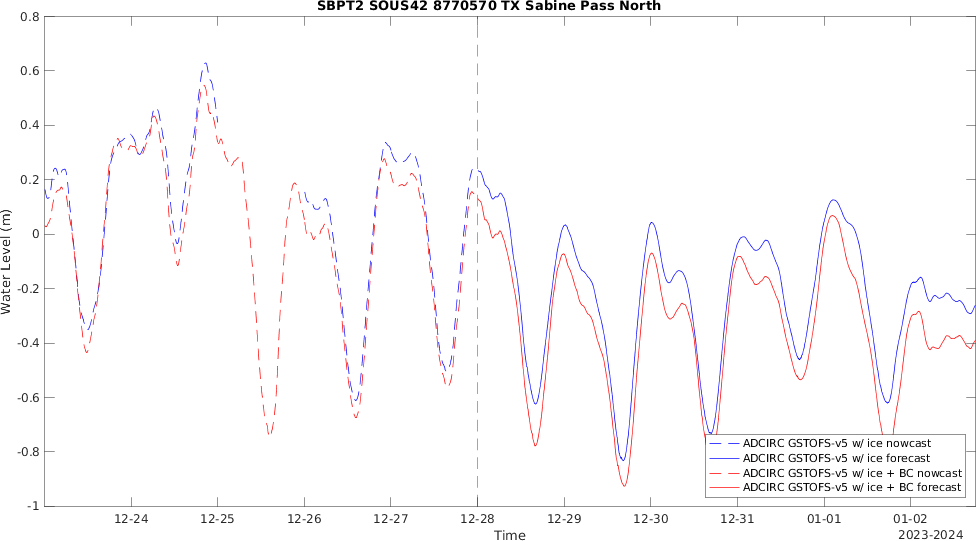 SBPT2 SOUS42 8770570 TX Sabine Pass North
0.8
0.6
0.4
0.2
0
-0.2
-0.4
-0.6
-0.8
-1
Water Level (m)
ADCIRC GSTOFS-v5 w/ ice nowcast
ADCIRC GSTOFS-v5 w/ ice forecast
ADCIRC GSTOFS-v5 w/ ice + BC nowcast
ADCIRC GSTOFS-v5 w/ ice + BC forecast
12-24 12-25 12-26 12-27 12-28 12-29 12-30 12-31 01-01 01-02
Time
2023-2024